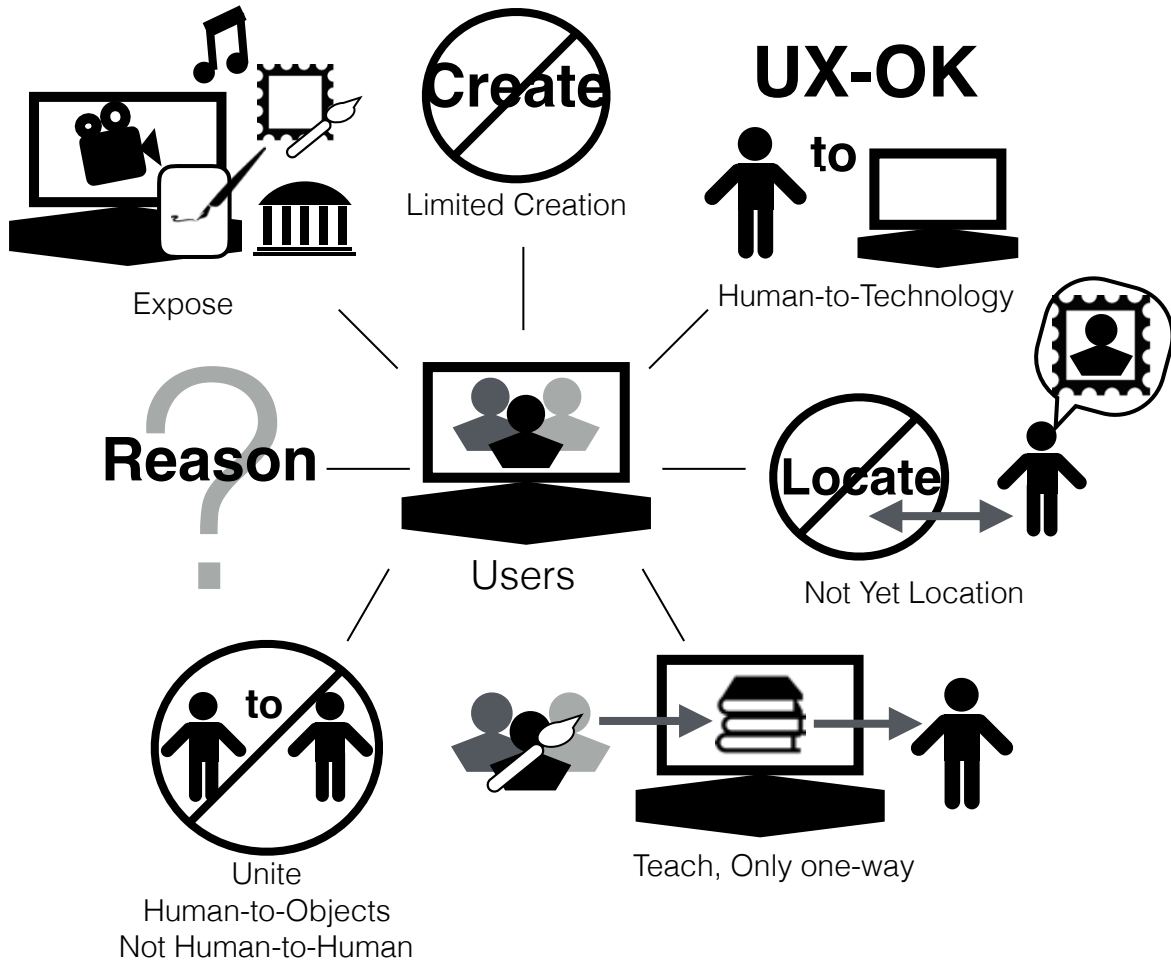 Create
Limited Creation
UX-OK
to
Human-to-Technology
Expose
Reason
?
Users
Locate
Not Yet Location
to
Unite
Human-to-Objects
Not Human-to-Human
Teach, Only one-way